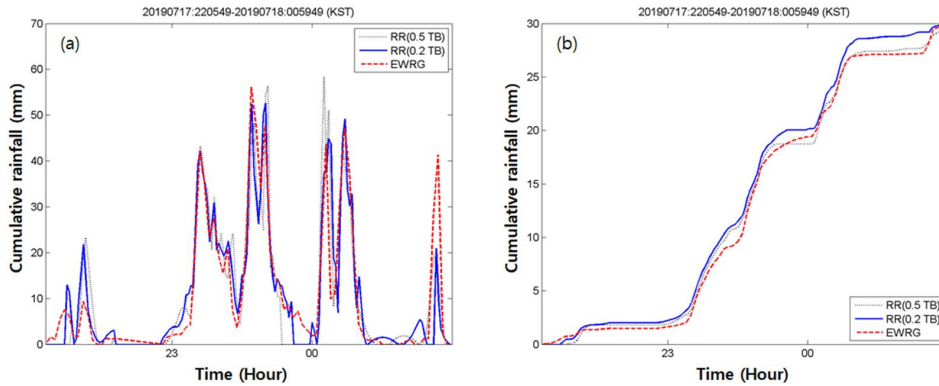 20190717:220549-20190718:005949 (KST)
(a)
RR(0.5 TB)
RR(0.2 TB)
EWRG
Cumulative rainfall (mm)
70
60
50
40
30
20
10
0
23
00
Time (Hour)
20190717:220549-20190718:005949 (KST)
(b)
Cumulative rainfall (mm)
30
25
20
15
10
5
0
RR(0.5 TB)
RR(0.2 TB)
EWRG
23
00
Time (Hour)